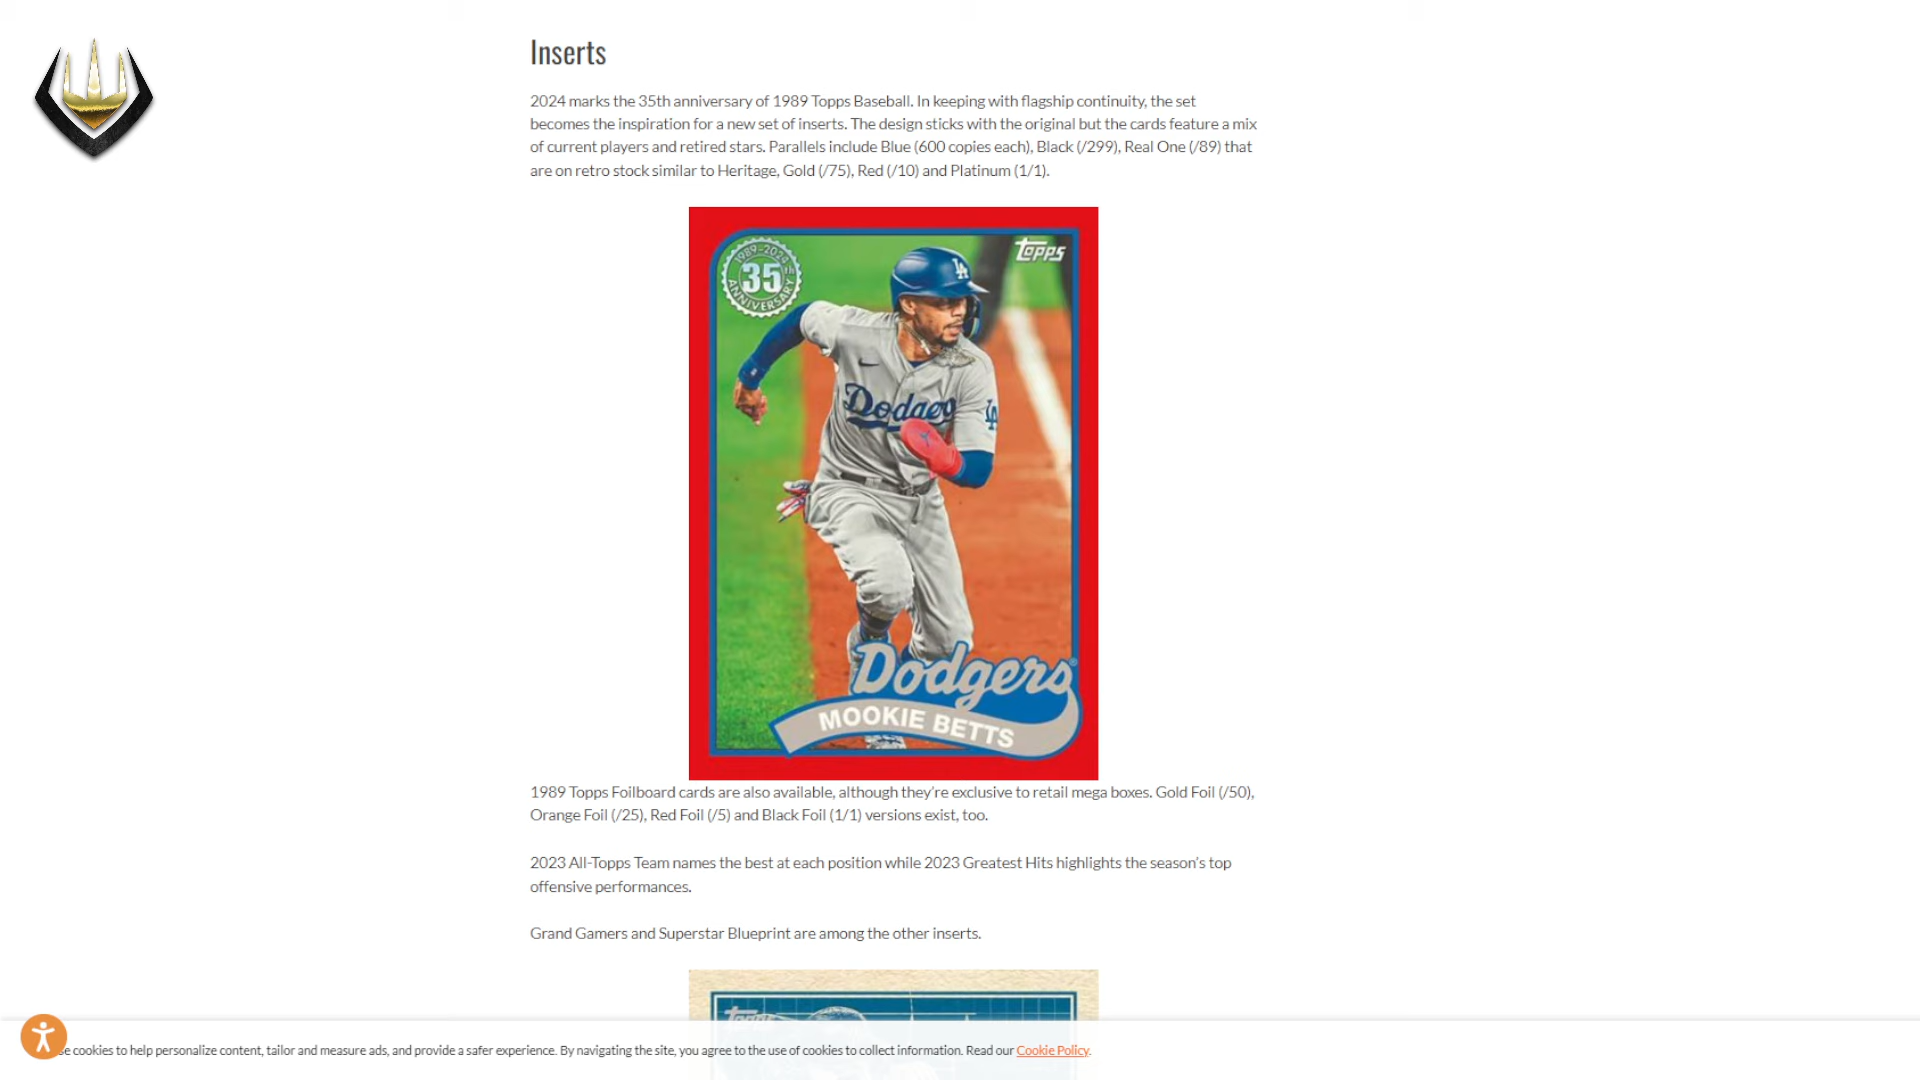 Inserts
2024 marks the 35th anniversary of 1989 Topps Baseball. In keeping with flagship continuity, the set
becomes the inspiration for a new set of inserts. The design sticks with the original but the cards feature a mix
of current players and retired stars. Parallels include Blue (600 copies each), Black (/299), Real One (/89) that
are on retro stock similar to Heritage, Gold (/75), Red (/10) and Platinum (1/1).
1989-2024
35th
ANNIVERSARY
Topps
LA
Dodgers
LA
Dodgers
MOOKIE BETTS
1989 Topps Foilboard cards are also available, although they're exclusive to retail mega boxes. Gold Foil (/50),
Orange Foil (/25), Red Foil (/5) and Black Foil (1/1) versions exist, too.
2023 All-Topps Team names the best at each position while 2023 Greatest Hits highlights the season's top
offensive performances.
Grand Gamers and Superstar Blueprint are among the other inserts.
Topps
se cookies to help personalize content, tailor and measure ads, and provide a safer experience. By navigating the site, you agree to the use of cookies to collect information. Read our Cookie Policy.